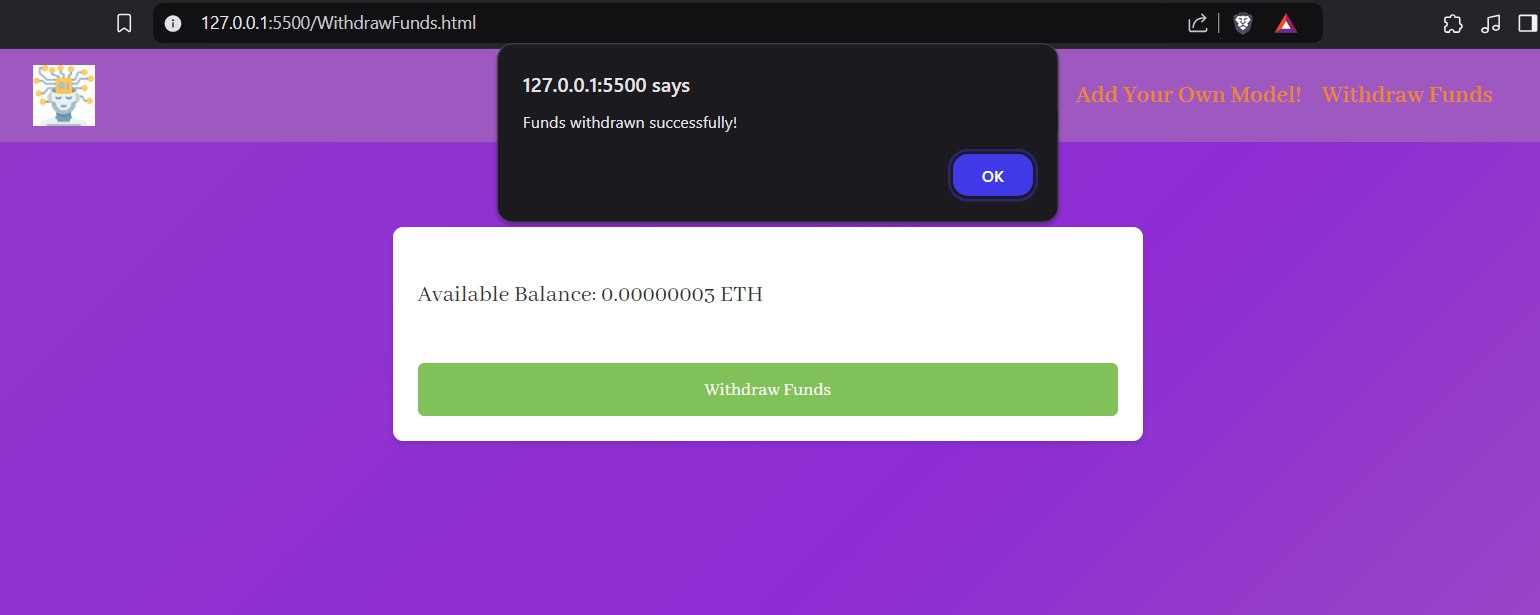 127.0.0.1:5500/WithdrawFunds.html
AI
Add Your Own Model! Withdraw Funds
127.0.0.1:5500 says
Funds withdrawn successfully!
OK
Available Balance: 0.00000003 ETH
Withdraw Funds